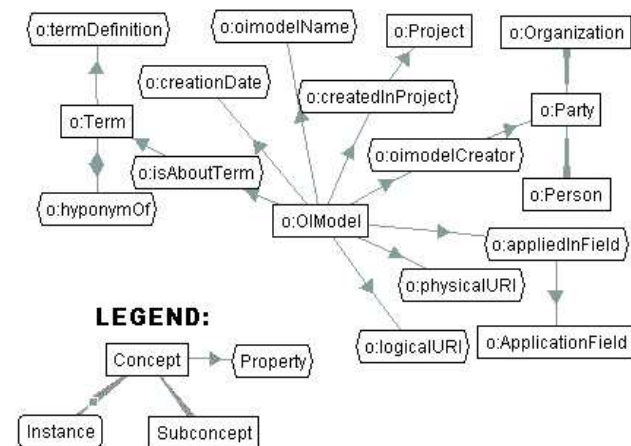 o:termDefinition
o:oimodelName
o:Project
o:Organization
o:creationDate
o:createdInProject
o:Term
o:Party
o:isAboutTerm
o:oimodelCreator
o:hyponymOf
o:Person
o:OIModel
o:appliedInField
o:physicalURI
LEGEND:
o:logicalURI
o:ApplicationField
Concept
Property
Instance
Subconcept